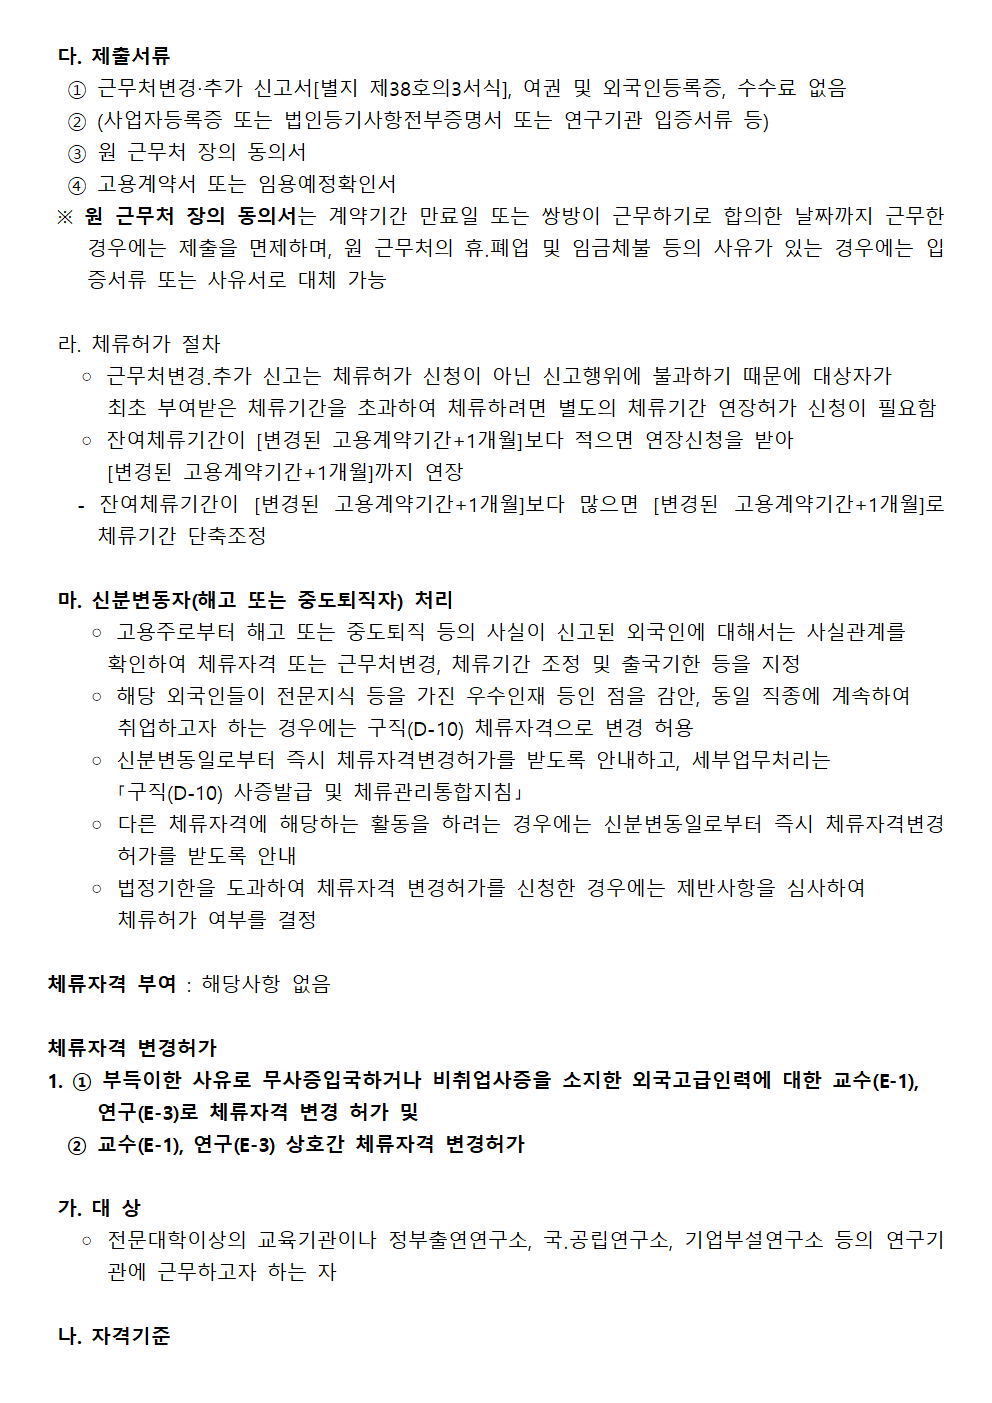 다. 제출서류
① 근무처변경·추가 신고서[별지 제38호의3서식], 여권 및 외국인등록증, 수수료 없음
② (사업자등록증 또는 법인등기사항전부증명서 또는 연구기관 입증서류 등)
③ 원 근무처 장의 동의서
④ 고용계약서 또는 임용예정확인서
※ 원 근무처 장의 동의서는 계약기간 만료일 또는 쌍방이 근무하기로 합의한 날짜까지 근무한
경우에는 제출을 면제하며, 원 근무처의 휴.폐업 및 임금체불 등의 사유가 있는 경우에는 입
증서류 또는 사유서로 대체 가능
라. 체류허가 절차
○ 근무처변경.추가 신고는 체류허가 신청이 아닌 신고행위에 불과하기 때문에 대상자가
최초 부여받은 체류기간을 초과하여 체류하려면 별도의 체류기간 연장허가 신청이 필요함
○ 잔여체류기간이 [변경된 고용계약기간+1개월]보다 적으면 연장신청을 받아
[변경된 고용계약기간+1개월]까지 연장
- 잔여체류기간이 [변경된 고용계약기간+1개월]보다 많으면 [변경된 고용계약기간+1개월]로
체류기간 단축조정
마. 신분변동자(해고 또는 중도퇴직자) 처리
○ 고용주로부터 해고 또는 중도퇴직 등의 사실이 신고된 외국인에 대해서는 사실관계를
확인하여 체류자격 또는 근무처변경, 체류기간 조정 및 출국기한 등을 지정
○ 해당 외국인들이 전문지식 등을 가진 우수인재 등인 점을 감안, 동일 직종에 계속하여
취업하고자 하는 경우에는 구직(D-10) 체류자격으로 변경 허용
○ 신분변동일로부터 즉시 체류자격변경허가를 받도록 안내하고, 세부업무처리는
「구직(D-10) 사증발급 및 체류관리통합지침」
○ 다른 체류자격에 해당하는 활동을 하려는 경우에는 신분변동일로부터 즉시 체류자격변경
허가를 받도록 안내
○ 법정기한을 도과하여 체류자격 변경허가를 신청한 경우에는 제반사항을 심사하여
체류허가 여부를 결정
체류자격 부여 : 해당사항 없음
체류자격 변경허가
1. ① 부득이한 사유로 무사증입국하거나 비취업사증을 소지한 외국고급인력에 대한 교수(E-1),
연구(E-3)로 체류자격 변경 허가 및
② 교수(E-1), 연구(E-3) 상호간 체류자격 변경허가
가. 대 상
○ 전문대학이상의 교육기관이나 정부출연연구소, 국.공립연구소, 기업부설연구소 등의 연구기
관에 근무하고자 하는 자
나. 자격기준